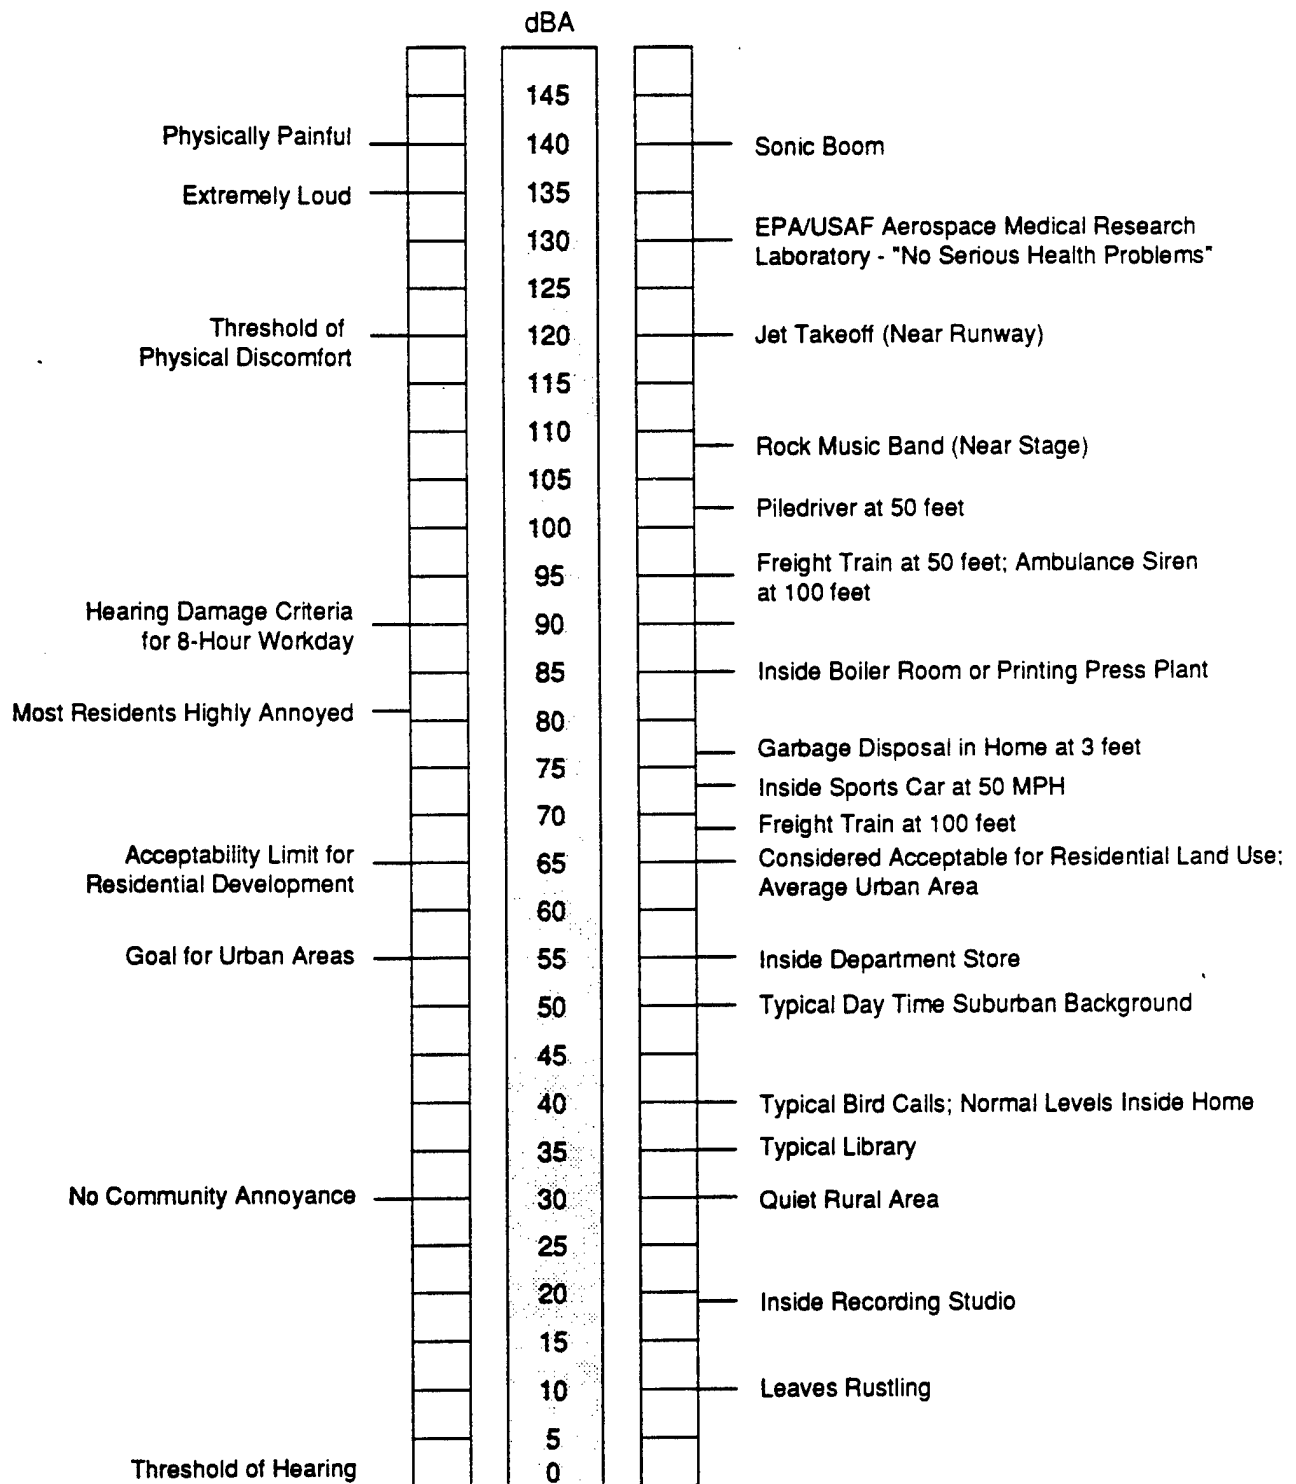 dBA
145
Physically Painful
140
Sonic Boom
Extremely Loud
135
EPA/USAF Aerospace Medical Research
Laboratory - "No Serious Health Problems"
130
125
Threshold of
Physical Discomfort
120
Jet Takeoff (Near Runway)
115
110
Rock Music Band (Near Stage)
105
Piledriver at 50 feet
100
95
Freight Train at 50 feet; Ambulance Siren
at 100 feet
Hearing Damage Criteria
for 8-Hour Workday
90
85
Inside Boiler Room or Printing Press Plant
Most Residents Highly Annoyed
80
Garbage Disposal in Home at 3 feet
75
Inside Sports Car at 50 MPH
70
Freight Train at 100 feet
Acceptability Limit for
Residential Development
65
Considered Acceptable for Residential Land Use;
Average Urban Area
60
Goal for Urban Areas
55
Inside Department Store
50
Typical Day Time Suburban Background
45
40
Typical Bird Calls; Normal Levels Inside Home
35
Typical Library
No Community Annoyance
30
Quiet Rural Area
25
20
Inside Recording Studio
15
10
Leaves Rustling
5
Threshold of Hearing
0